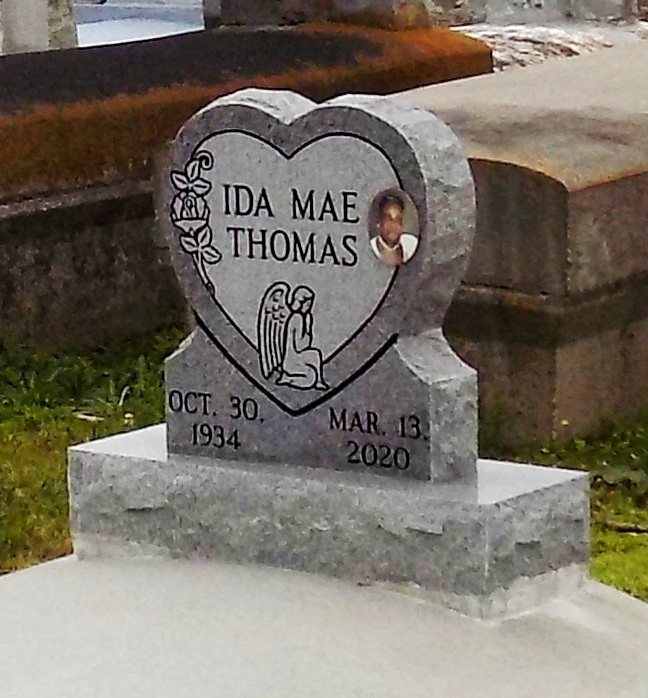 IDA MAE
THOMAS
OCT. 30.
1934
MAR. 13.
2020